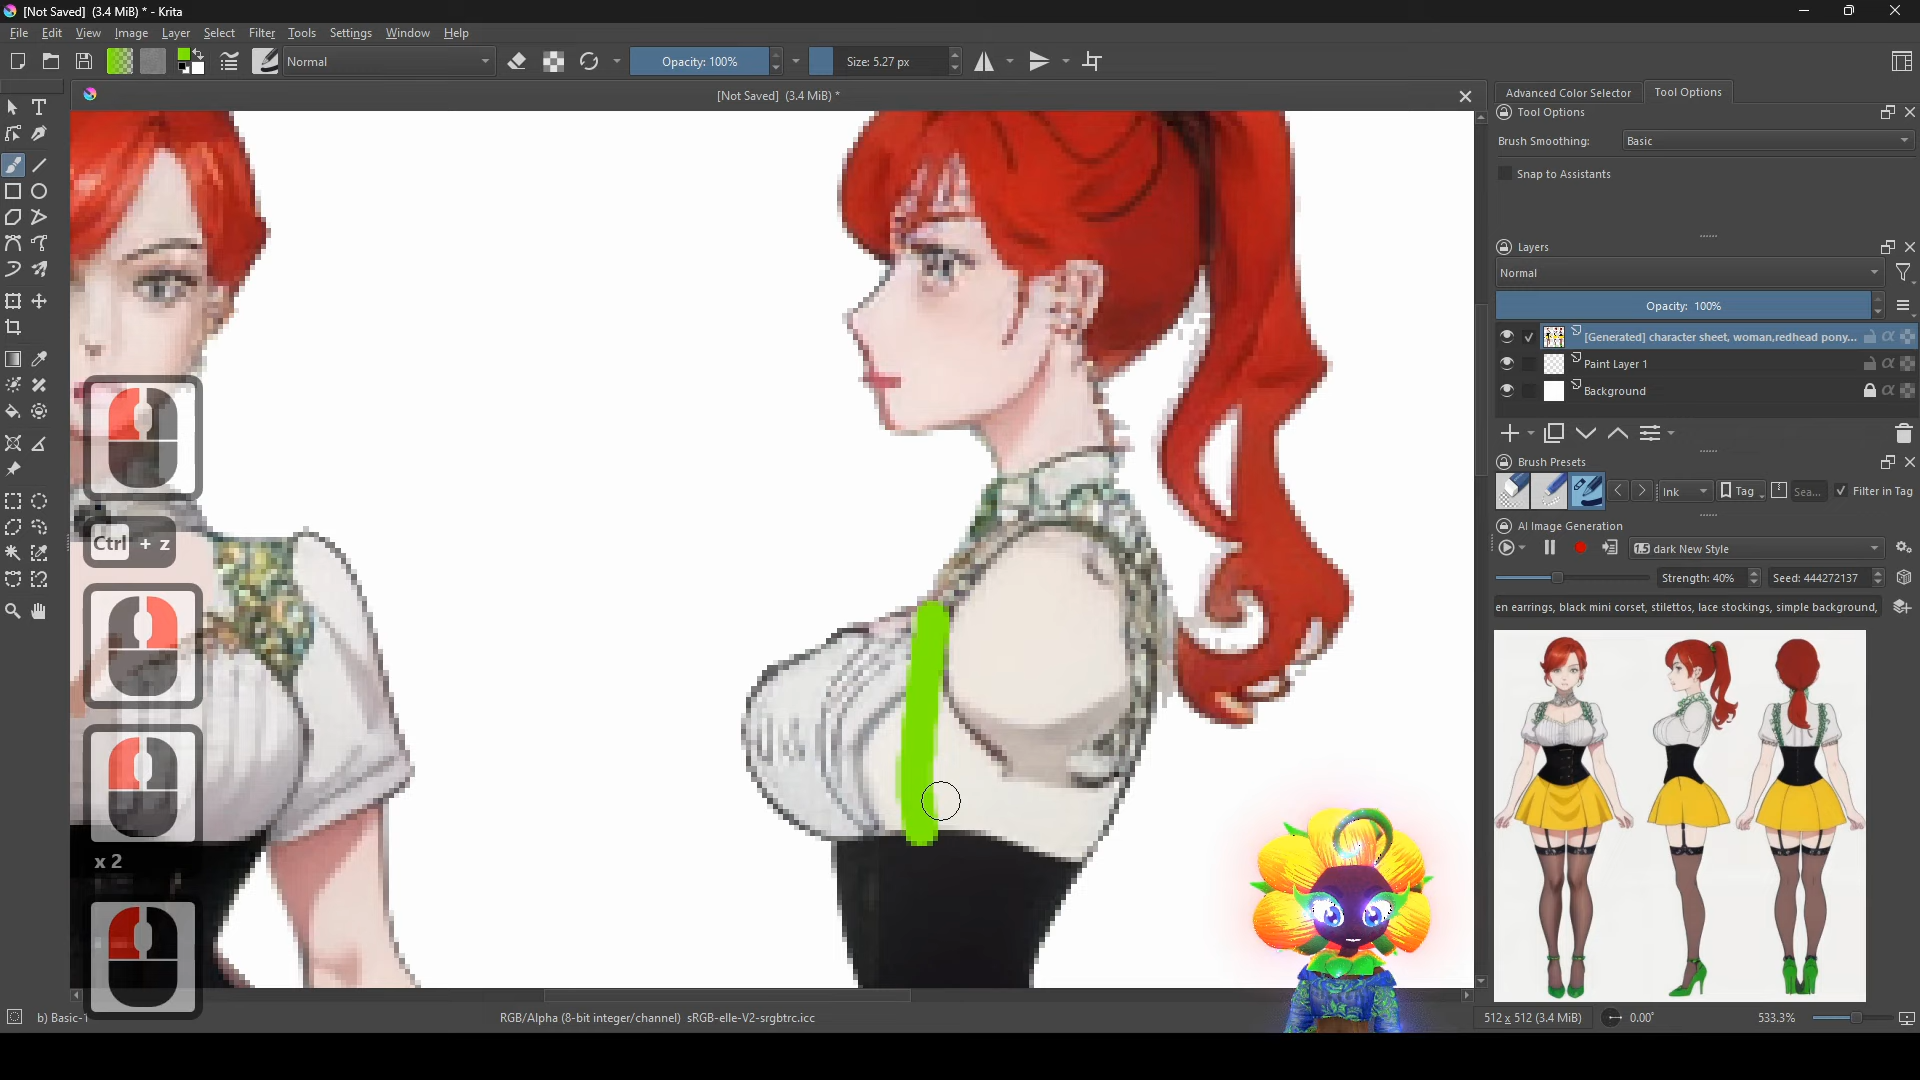 [Not Saved] (3.4 MiB) * - Krita
File Edit View Image Layer Select Filter Tools Settings Window Help
Normal
Opacity: 100%
Size: 5.27 px
[Not Saved] (3.4 MiB) *
Advanced Color Selector
Tool Options
Tool Options
Brush Smoothing:
Basic
Snap to Assistants
Layers
Normal
Opacity: 100%
[Generated] character sheet, woman,redhead pony...
Paint Layer 1
Background
Brush Presets
Ink
Tag
Sea...
Filter in Tag
AI Image Generation
1.5 dark New Style
Strength: 40%
Seed: 444272137
en earrings, black mini corset, stilettos, lace stockings, simple background,
Ctrl + z
x 2
b) Basic-
RGB/Alpha (8-bit integer/channel) sRGB-elle-V2-srgbtrc.icc
512 x 512 (3.4 MiB)
0.00°
533.3%